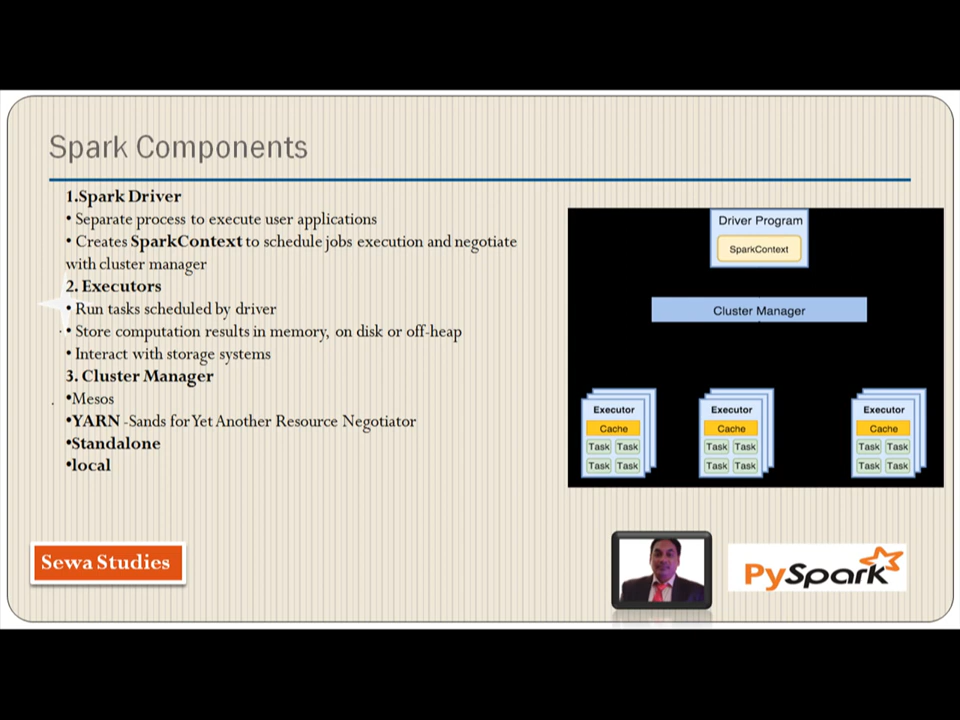 Spark Components
1.Spark Driver
• Separate process to execute user applications
• Creates SparkContext to schedule jobs execution and negotiate
with cluster manager
2. Executors
• Run tasks scheduled by driver
• Store computation results in memory, on disk or off-heap
• Interact with storage systems
3. Cluster Manager
•Mesos
•YARN -Sands for Yet Another Resource Negotiator
•Standalone
•local
Driver Program
SparkContext
Cluster Manager
Executor Executor Executor
Cache Cache Cache
Task Task Task Task Task Task
Task Task Task Task Task Task
Sewa Studies
PySpark